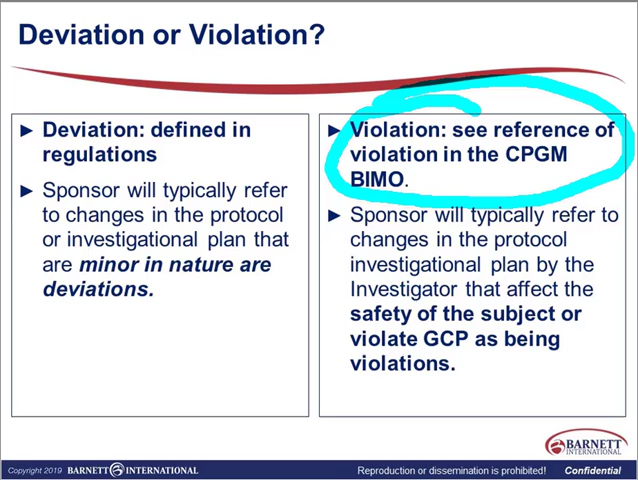 Deviation or Violation?
► Deviation: defined in
regulations
► Sponsor will typically refer
to changes in the protocol
or investigational plan that
are minor in nature are
deviations.
► Violation: see reference of
violation in the CPGM
BIMO.
► Sponsor will typically refer to
changes in the protocol
investigational plan by the
Investigator that affect the
safety of the subject or
violate GCP as being
violations.
BARNETT
INTERNATIONAL
Copyright 2019 BARNETT INTERNATIONAL Reproduction or dissemination is prohibited! Confidential